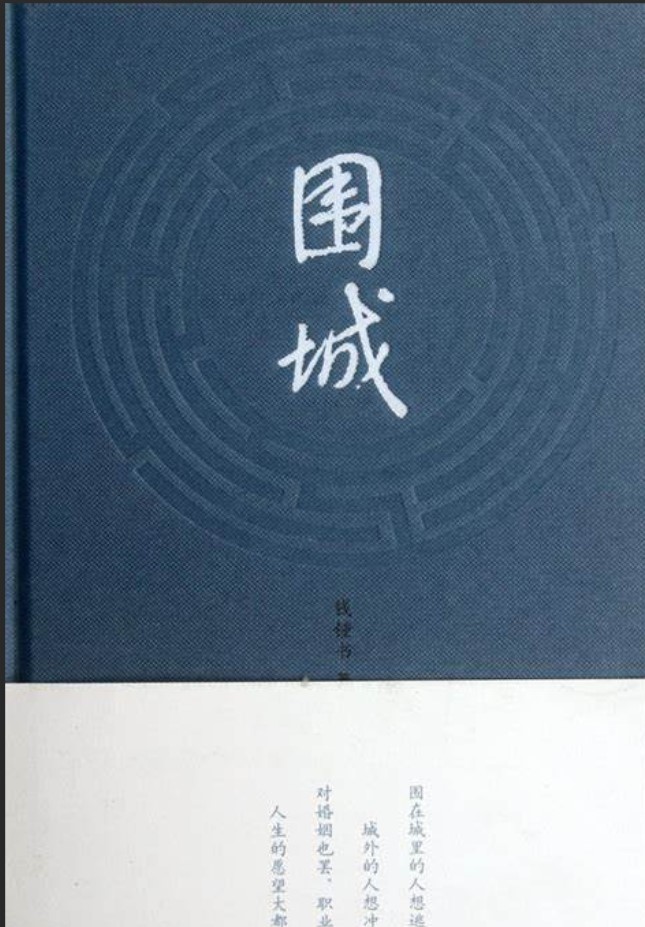 围城
钱锺书 著
围在城里的人想逃
城外的人想冲
对婚姻也罢，职业
人生的愿望大都